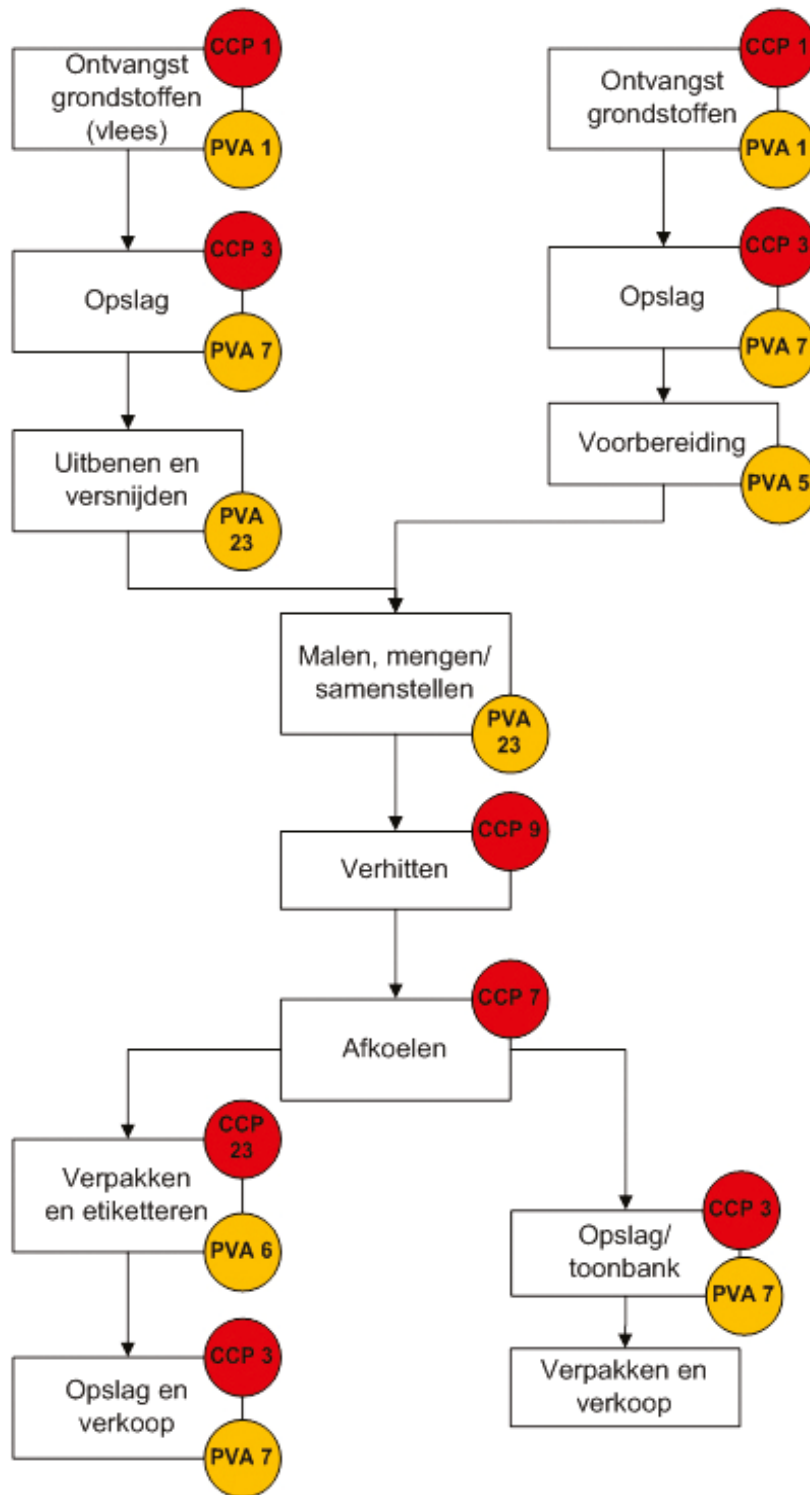 CCP 1
Ontvangst
grondstoffen
(vlees)
PVA 1
CCP 1
Ontvangst
grondstoffen
PVA 1
CCP 3
Opslag
PVA 7
CCP 3
Opslag
PVA 7
Uitbenen en
versnijden
PVA
23
Voorbereiding
PVA 5
Malen, mengen/
samenstellen
PVA
23
CCP 9
Verhitten
CCP 7
Afkoelen
CCP
23
Verpakken
en etiketteren
PVA 6
CCP 3
Opslag/
toonbank
PVA 7
CCP 3
Opslag en
verkoop
PVA 7
Verpakken en
verkoop